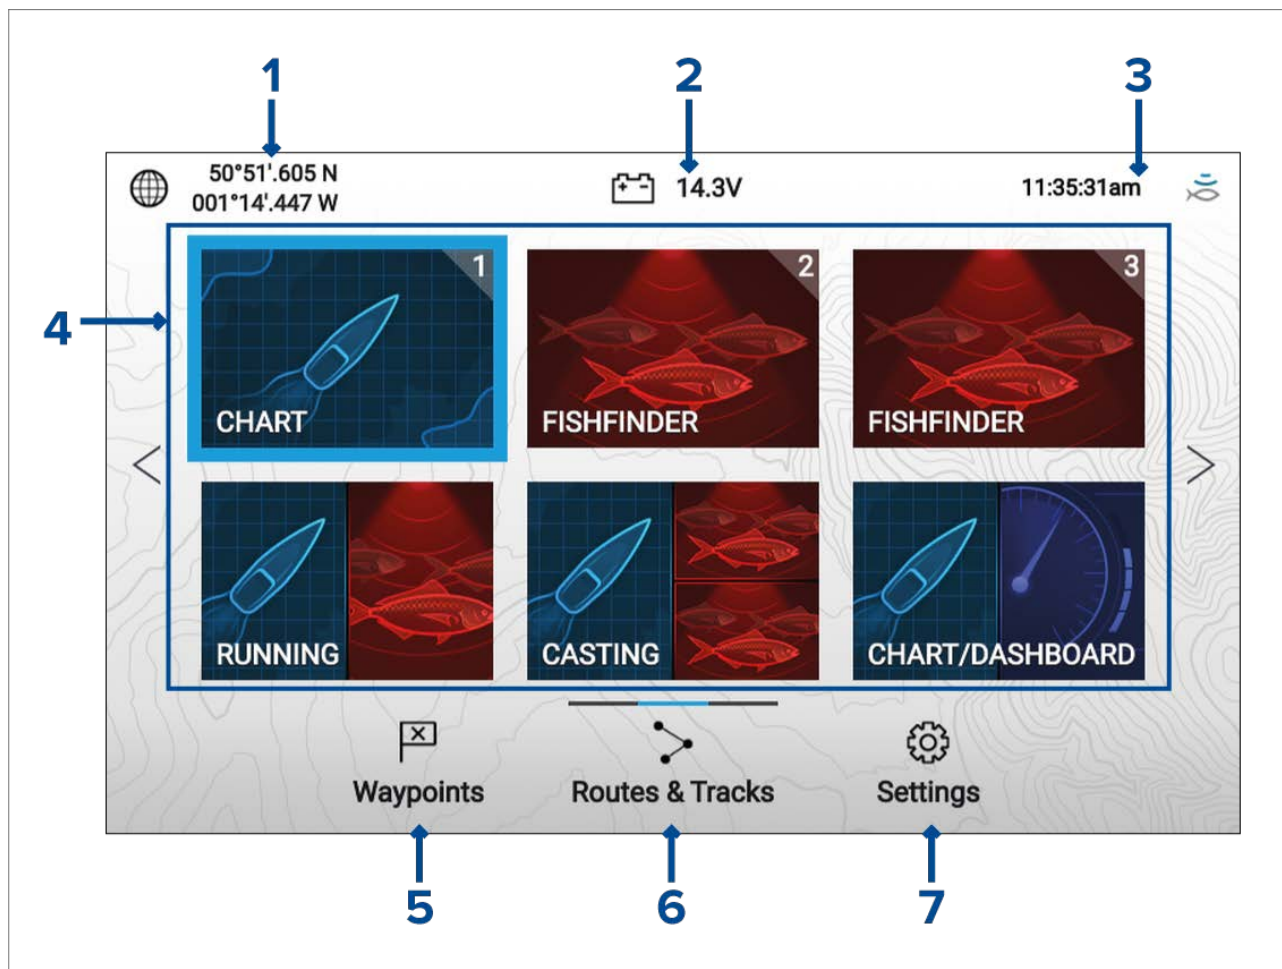 1
2
3
50°51'.605 N
001°14'.447 W
14.3V
11:35:31am
4
1
CHART
2
FISHFINDER
3
FISHFINDER
RUNNING
CASTING
CHART/DASHBOARD
Waypoints
Routes & Tracks
Settings
5
6
7